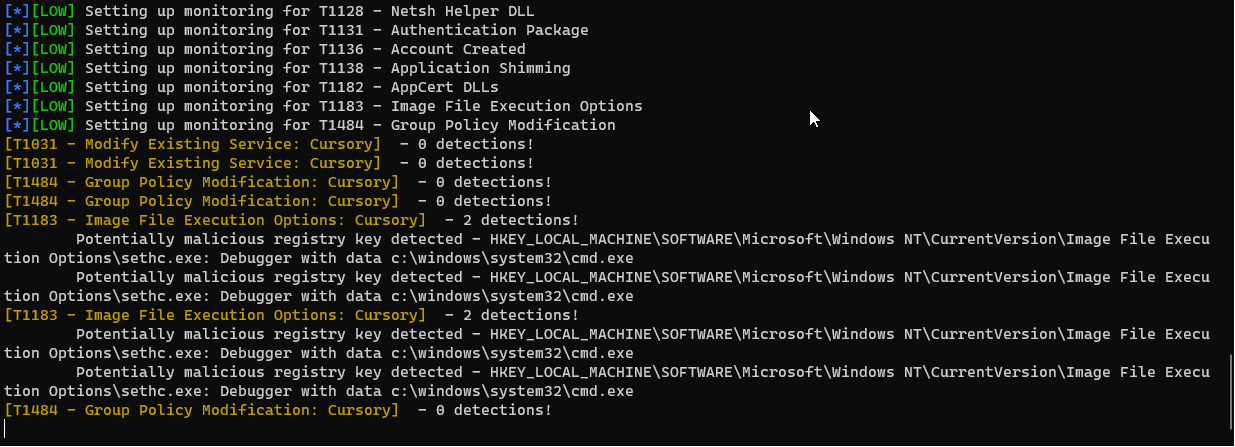 [*][LOW] Setting up monitoring for T1128 - Netsh Helper DLL
[*][LOW] Setting up monitoring for T1131 - Authentication Package
[*][LOW] Setting up monitoring for T1136 - Account Created
[*][LOW] Setting up monitoring for T1138 - Application Shimming
[*][LOW] Setting up monitoring for T1182 - AppCert DLLs
[*][LOW] Setting up monitoring for T1183 - Image File Execution Options
[*][LOW] Setting up monitoring for T1484 - Group Policy Modification
[T1031 - Modify Existing Service: Cursory]  - 0 detections!
[T1031 - Modify Existing Service: Cursory]  - 0 detections!
[T1484 - Group Policy Modification: Cursory]  - 0 detections!
[T1484 - Group Policy Modification: Cursory]  - 0 detections!
[T1183 - Image File Execution Options: Cursory]  - 2 detections!
        Potentially malicious registry key detected - HKEY_LOCAL_MACHINE\SOFTWARE\Microsoft\Windows NT\CurrentVersion\Image File Execu
tion Options\sethc.exe: Debugger with data c:\windows\system32\cmd.exe
        Potentially malicious registry key detected - HKEY_LOCAL_MACHINE\SOFTWARE\Microsoft\Windows NT\CurrentVersion\Image File Execu
tion Options\sethc.exe: Debugger with data c:\windows\system32\cmd.exe
[T1183 - Image File Execution Options: Cursory]  - 2 detections!
        Potentially malicious registry key detected - HKEY_LOCAL_MACHINE\SOFTWARE\Microsoft\Windows NT\CurrentVersion\Image File Execu
tion Options\sethc.exe: Debugger with data c:\windows\system32\cmd.exe
        Potentially malicious registry key detected - HKEY_LOCAL_MACHINE\SOFTWARE\Microsoft\Windows NT\CurrentVersion\Image File Execu
tion Options\sethc.exe: Debugger with data c:\windows\system32\cmd.exe
[T1484 - Group Policy Modification: Cursory]  - 0 detections!